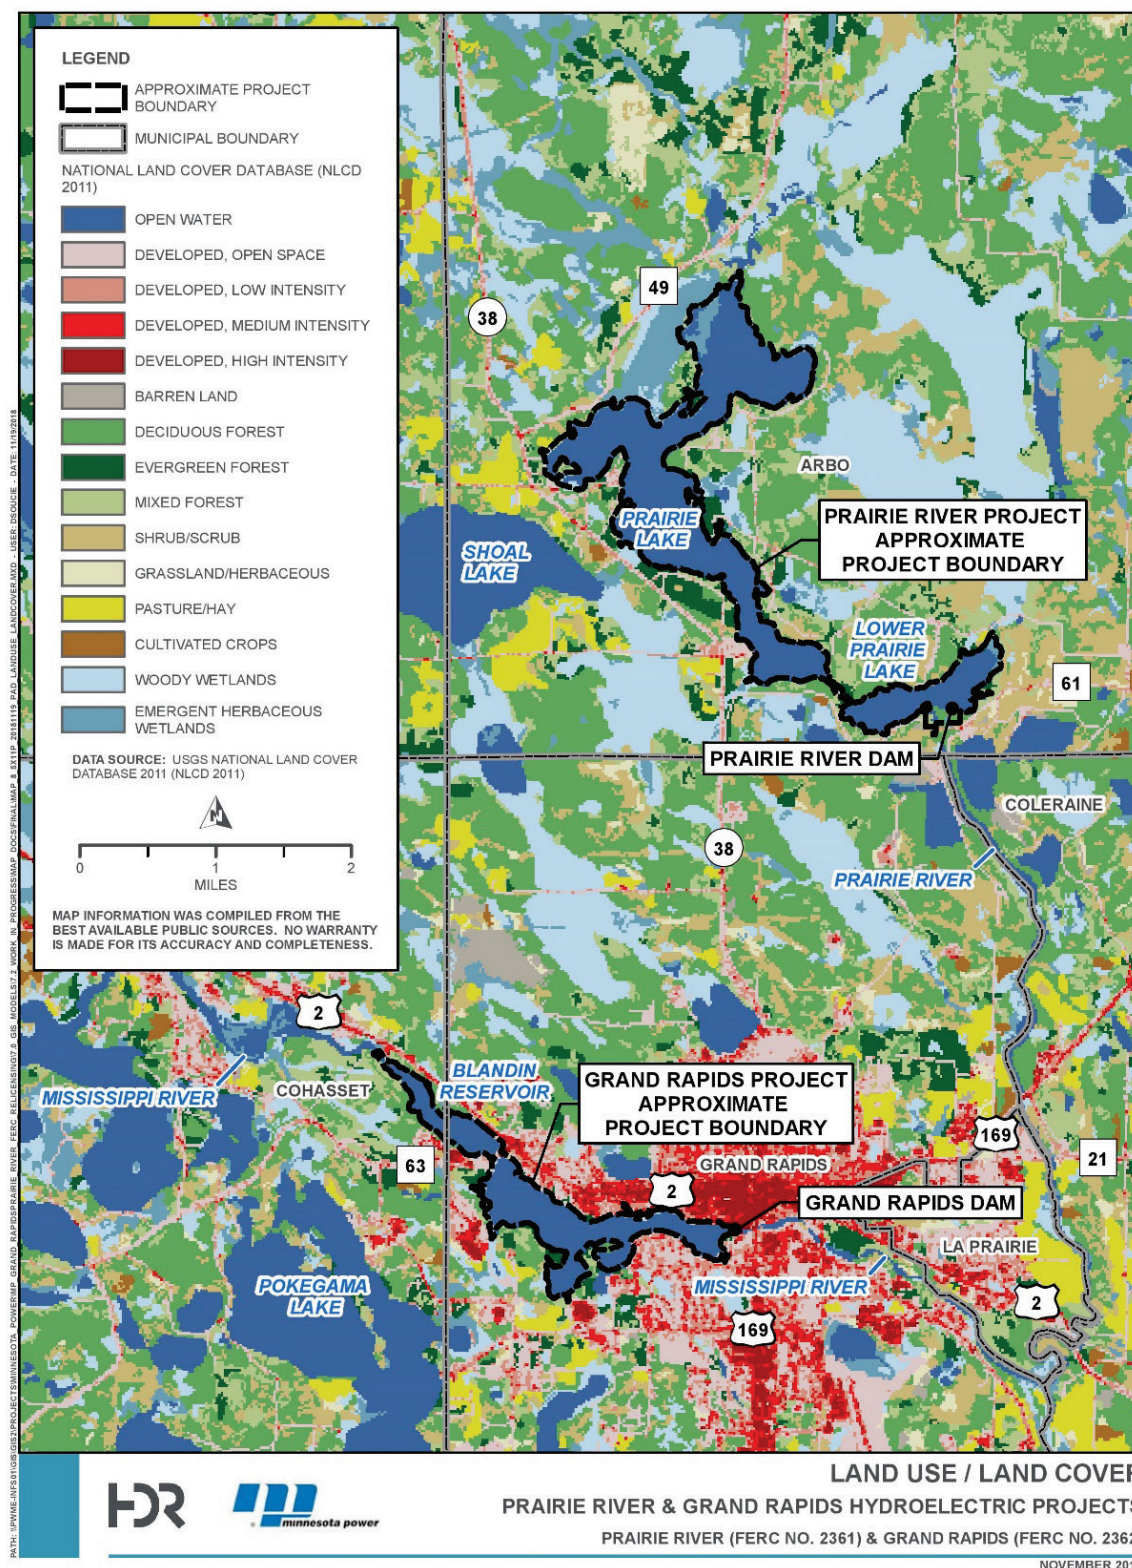 LEGEND
APPROXIMATE PROJECT
BOUNDARY
MUNICIPAL BOUNDARY
NATIONAL LAND COVER DATABASE (NLCD
2011)
OPEN WATER
DEVELOPED, OPEN SPACE
DEVELOPED, LOW INTENSITY
DEVELOPED, MEDIUM INTENSITY
DEVELOPED, HIGH INTENSITY
BARREN LAND
DECIDUOUS FOREST
EVERGREEN FOREST
MIXED FOREST
SHRUB/SCRUB
GRASSLAND/HERBACEOUS
PASTURE/HAY
CULTIVATED CROPS
WOODY WETLANDS
EMERGENT HERBACEOUS
WETLANDS
DATA SOURCE: USGS NATIONAL LAND COVER
DATABASE 2011 (NLCD 2011)
N
0 1 2
MILES
MAP INFORMATION WAS COMPILED FROM THE
BEST AVAILABLE PUBLIC SOURCES. NO WARRANTY
IS MADE FOR ITS ACCURACY AND COMPLETENESS.
49
38
ARBO
PRAIRIE
LAKE
PRAIRIE RIVER PROJECT
APPROXIMATE
PROJECT BOUNDARY
SHOAL
LAKE
LOWER
PRAIRIE
LAKE
61
PRAIRIE RIVER DAM
COLERAINE
38
PRAIRIE RIVER
2
MISSISSIPPI RIVER
COHASSET
BLANDIN
RESERVOIR
GRAND RAPIDS PROJECT
APPROXIMATE
PROJECT BOUNDARY
169
63
GRAND RAPIDS
21
2
GRAND RAPIDS DAM
LA PRAIRIE
POKEGAMA
LAKE
MISSISSIPPI RIVER
2
169
HDR
minnesota power
LAND USE / LAND COVER
PRAIRIE RIVER & GRAND RAPIDS HYDROELECTRIC PROJECTS
PRAIRIE RIVER (FERC NO. 2361) & GRAND RAPIDS (FERC NO. 2362
NOVEMBER 201